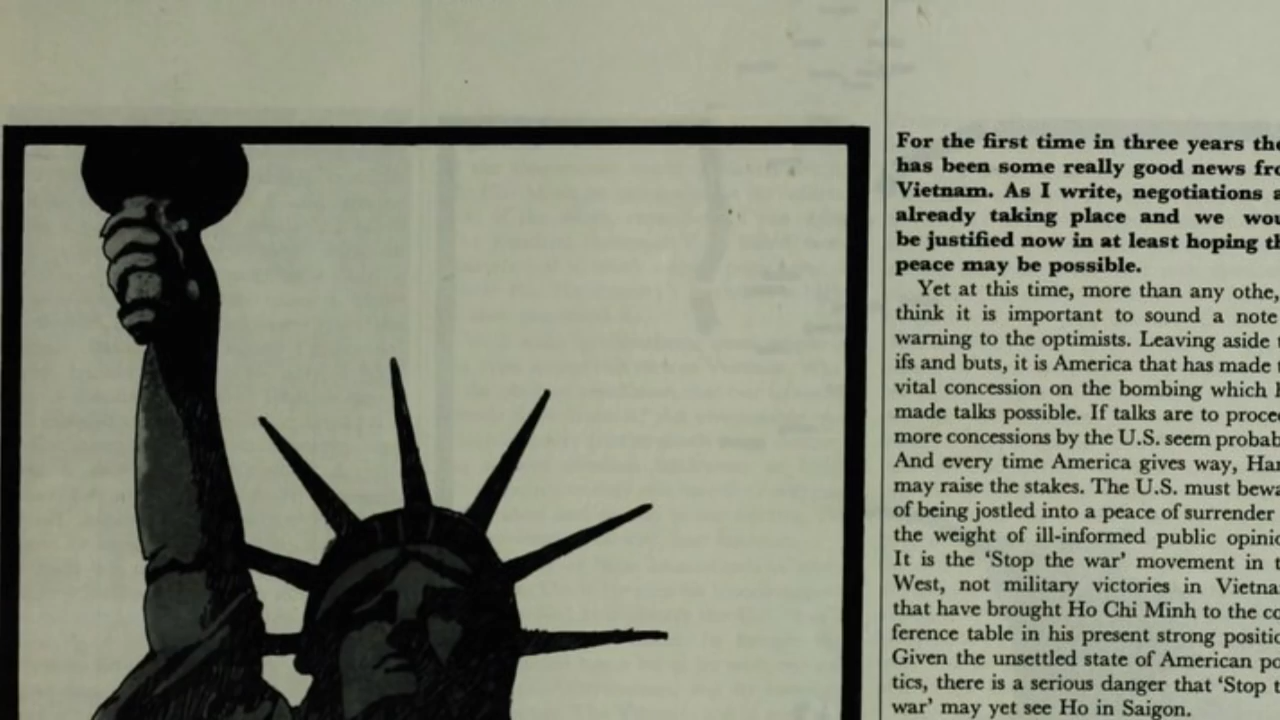 For the first time in three years the
has been some really good news fro
Vietnam. As I write, negotiations a
already taking place and we wou
be justified now in at least hoping th
peace may be possible.
Yet at this time, more than any othe,
think it is important to sound a note
warning to the optimists. Leaving aside t
ifs and buts, it is America that has made t
vital concession on the bombing which h
made talks possible. If talks are to procee
more concessions by the U.S. seem probab
And every time America gives way, Han
may raise the stakes. The U.S. must bewa
of being jostled into a peace of surrender
the weight of ill-informed public opinio
It is the ‘Stop the war’ movement in t
West, not military victories in Vietna
that have brought Ho Chi Minh to the co
ference table in his present strong positio
Given the unsettled state of American po
tics, there is a serious danger that ‘Stop t
war’ may yet see Ho in Saigon.